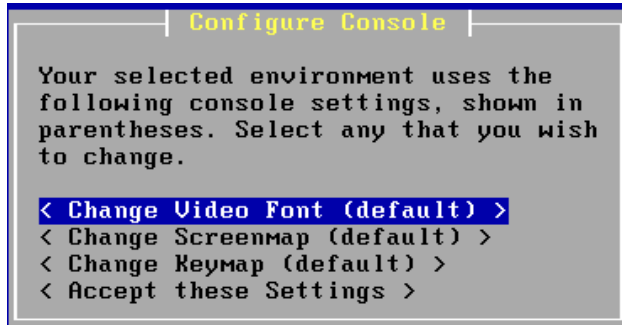 Configure Console
Your selected environment uses the
following console settings, shown in
parentheses. Select any that you wish
to change.
< Change Video Font (default) >
< Change Screenmap (default) >
< Change Keymap (default) >
< Accept these Settings >